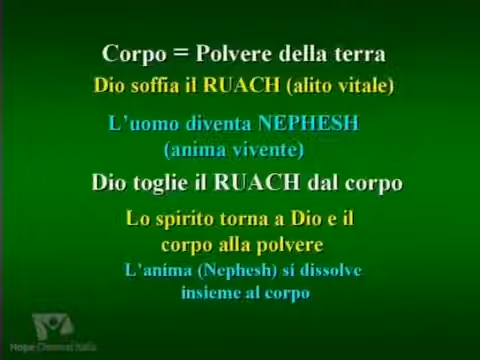 Corpo = Polvere della terra
Dio soffia il RUACH (alito vitale)
L'uomo diventa NEPHESH
(anima vivente)
Dio toglie il RUACH dal corpo
Lo spirito torna a Dio e il
corpo alla polvere
L'anima (Nephesh) si dissolve
insieme al corpo
Hope Channel Italia